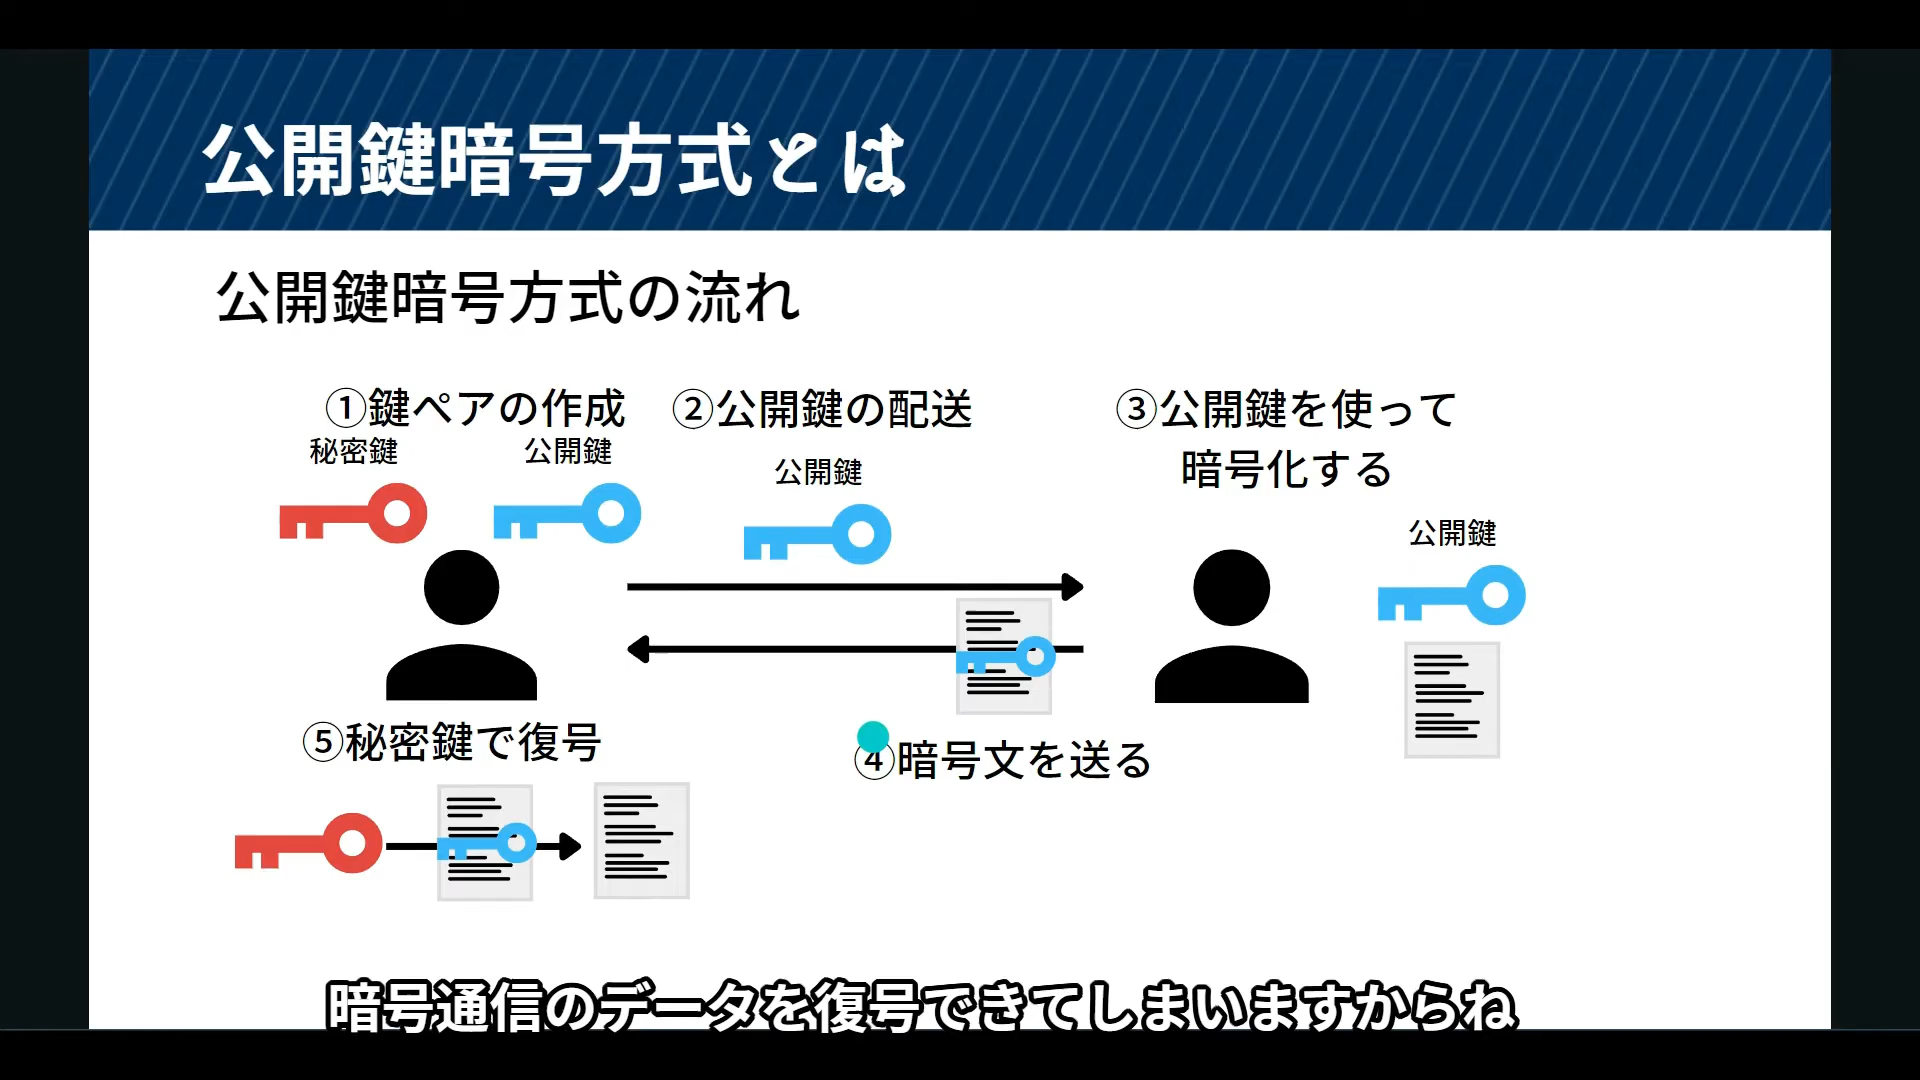 公開鍵暗号方式とは
公開鍵暗号方式の流れ
①鍵ペアの作成
秘密鍵
公開鍵
②公開鍵の配送
公開鍵
③公開鍵を使って
暗号化する
公開鍵
④暗号文を送る
⑤秘密鍵で復号
暗号通信のデータを復号できてしまいますからね